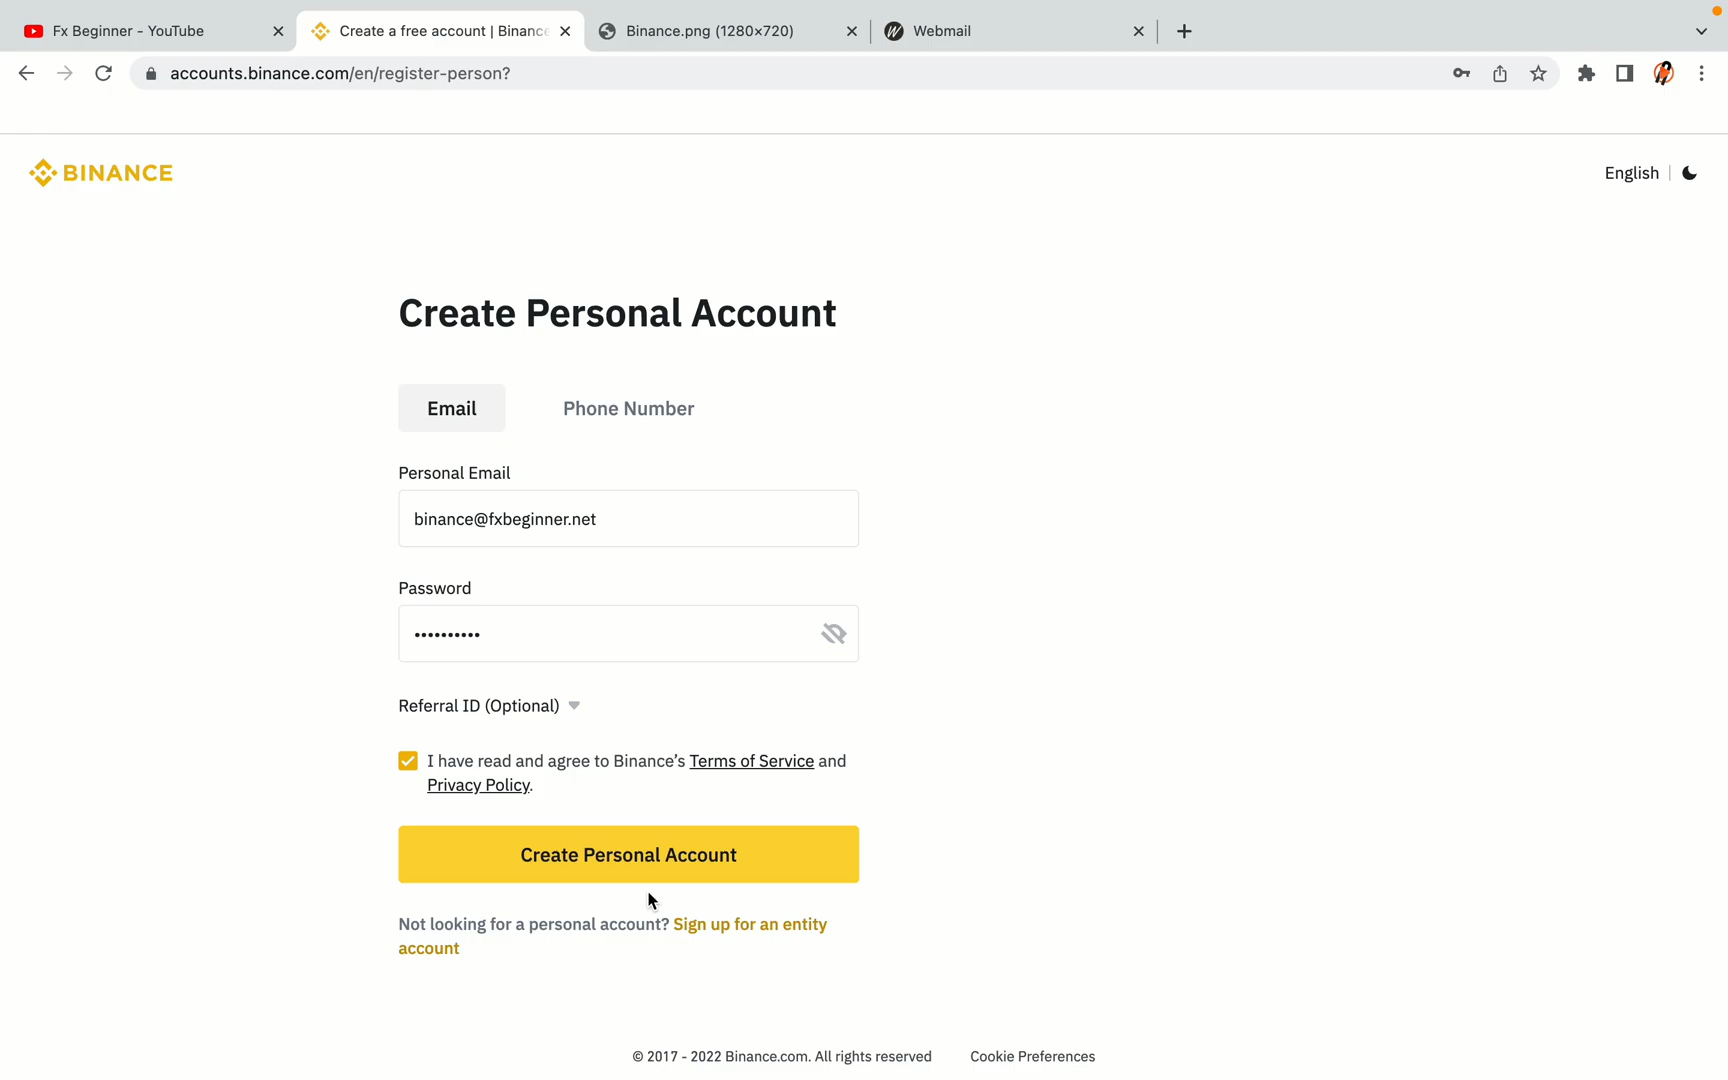 Fx Beginner - YouTube
Create a free account | Binance
Binance.png (1280×720)
Webmail
accounts.binance.com/en/register-person?
BINANCE
English
Create Personal Account
Email
Phone Number
Personal Email
binance@fxbeginner.net
Password
••••••••••
Referral ID (Optional)
I have read and agree to Binance’s Terms of Service and
Privacy Policy.
Create Personal Account
Not looking for a personal account? Sign up for an entity
account
© 2017 - 2022 Binance.com. All rights reserved
Cookie Preferences